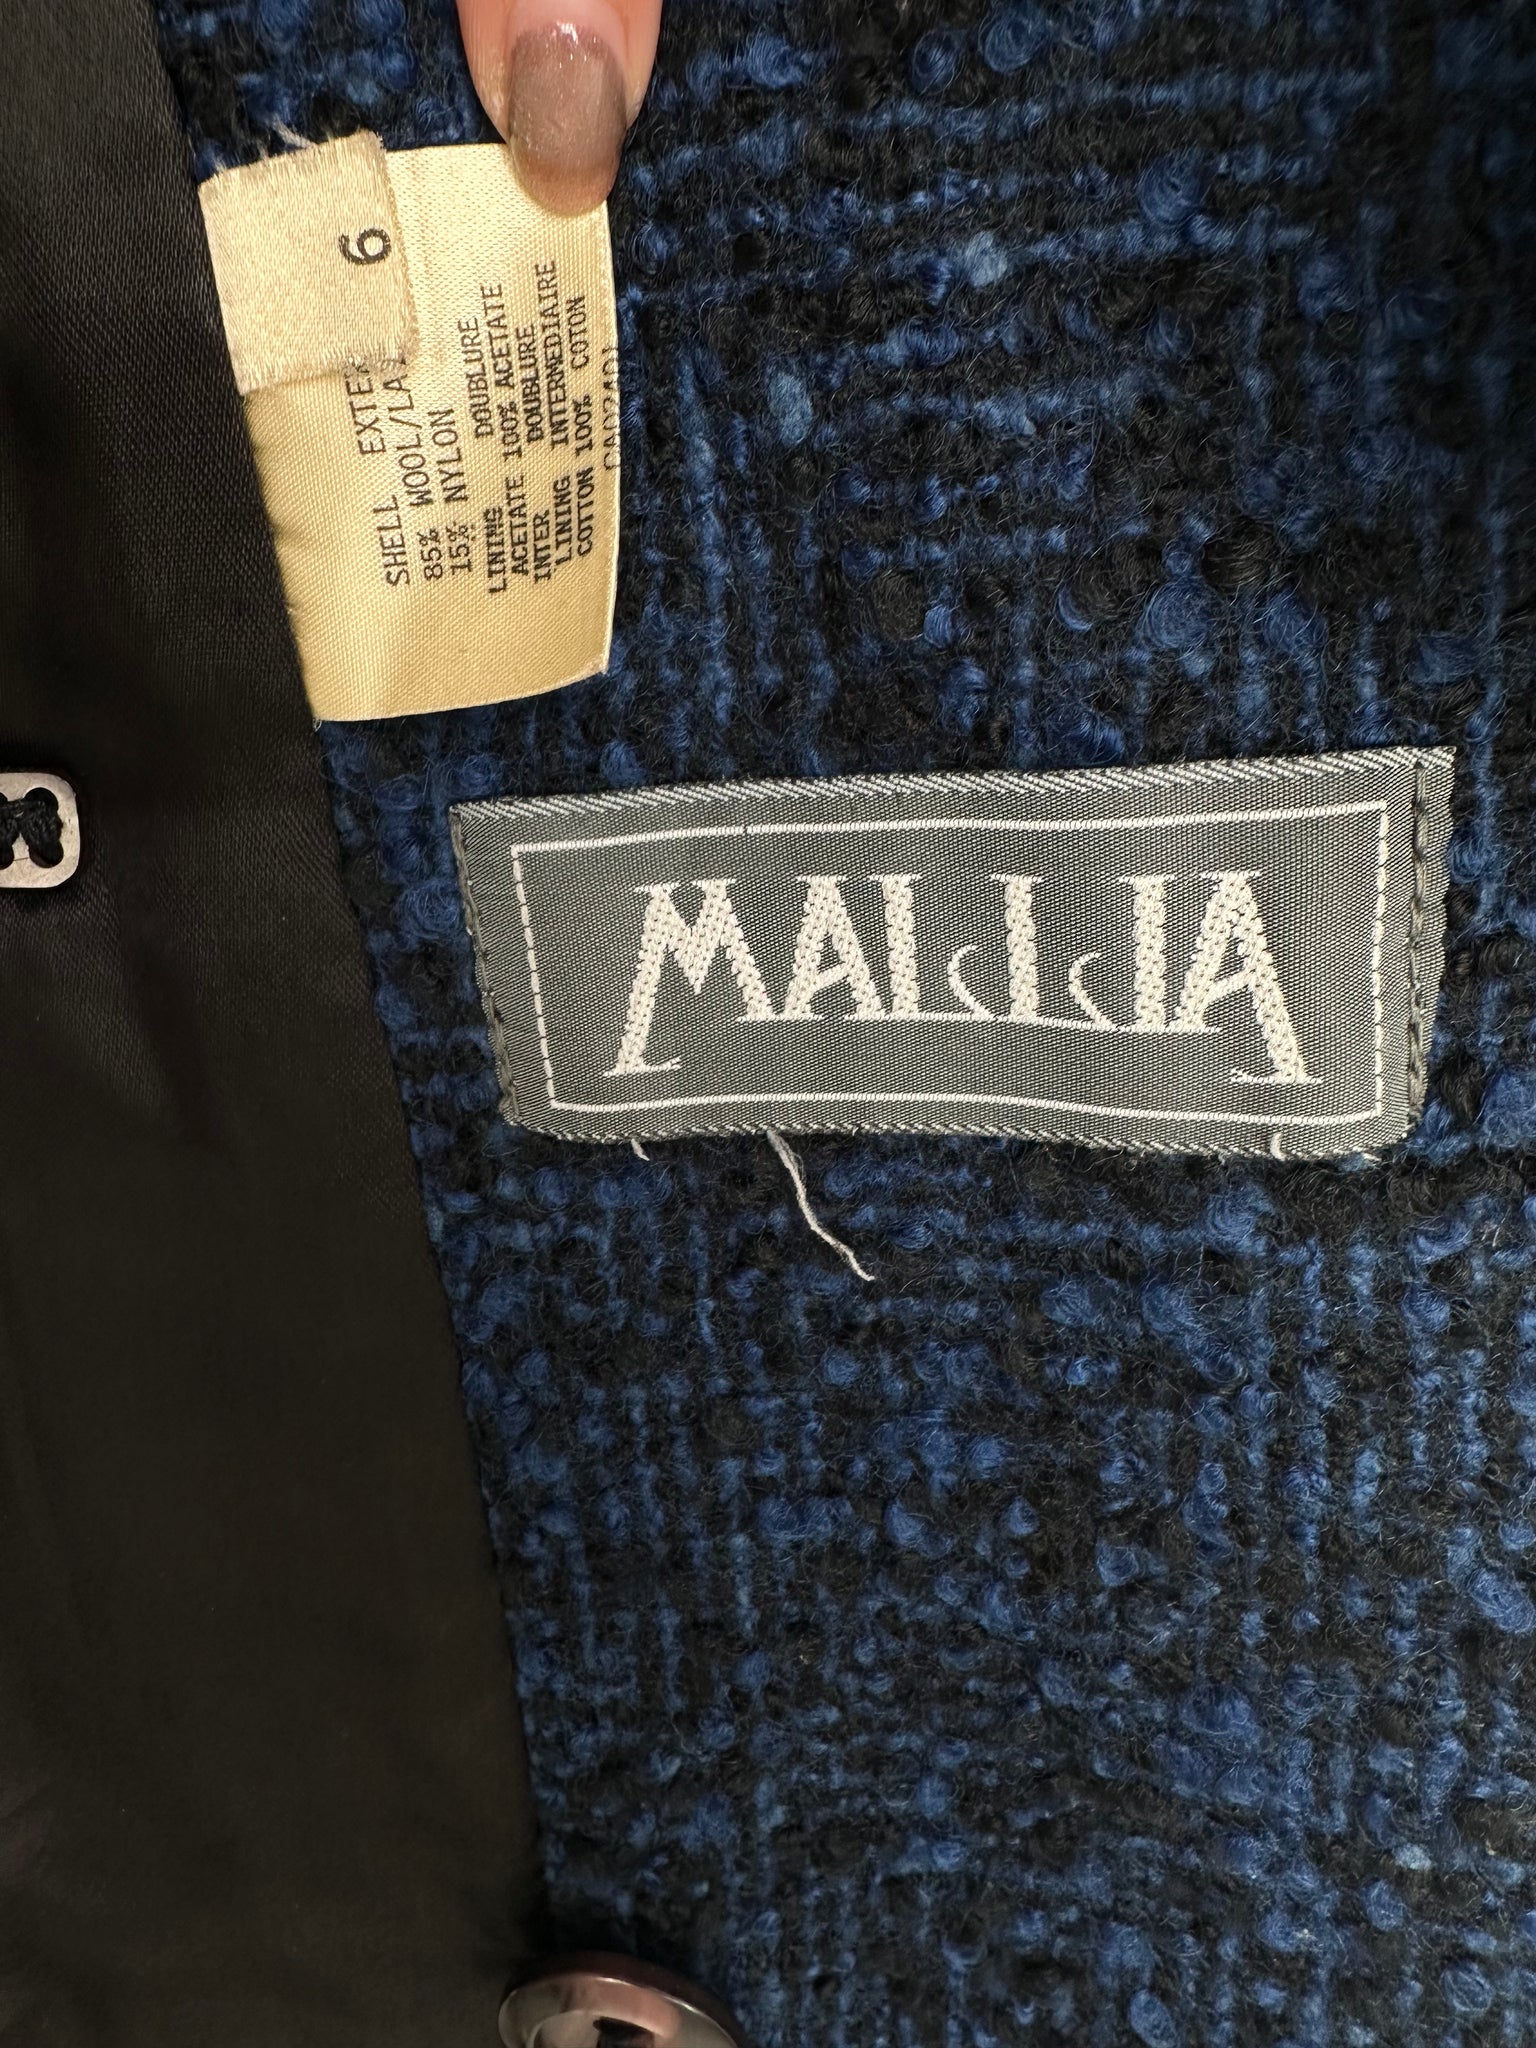 6
SHELL EXTER
85% WOOL/LA
15% NYLON
LINING DOUBLURE
ACETATE 100% ACETATE
INTER DOUBLURE
LINING INTERMEDIAIRE
COTTON 100% COTON
MALLIA